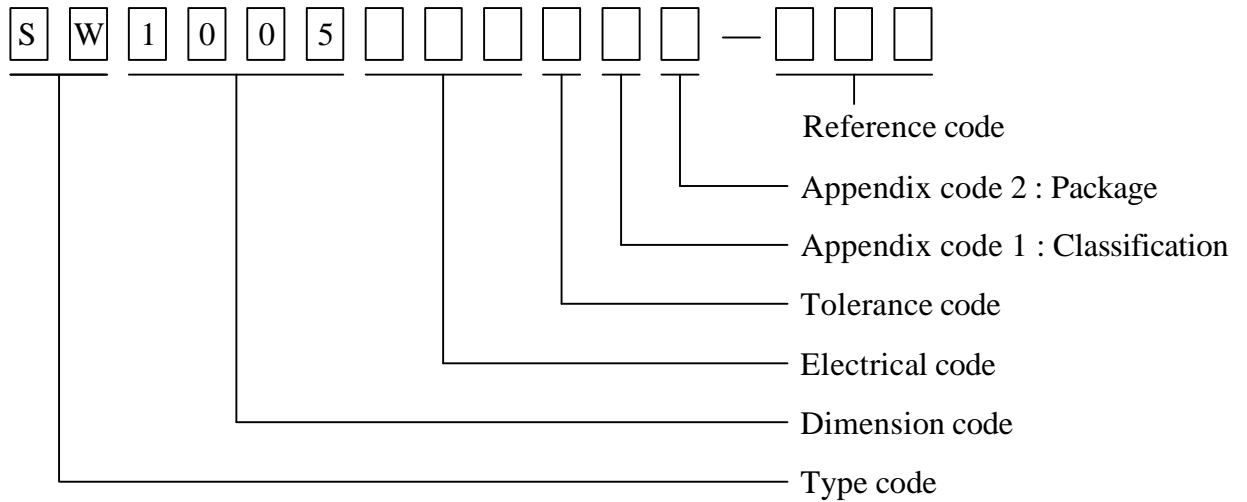 S W 1 0 0 5 —
Reference code
Appendix code 2 : Package
Appendix code 1 : Classification
Tolerance code
Electrical code
Dimension code
Type code